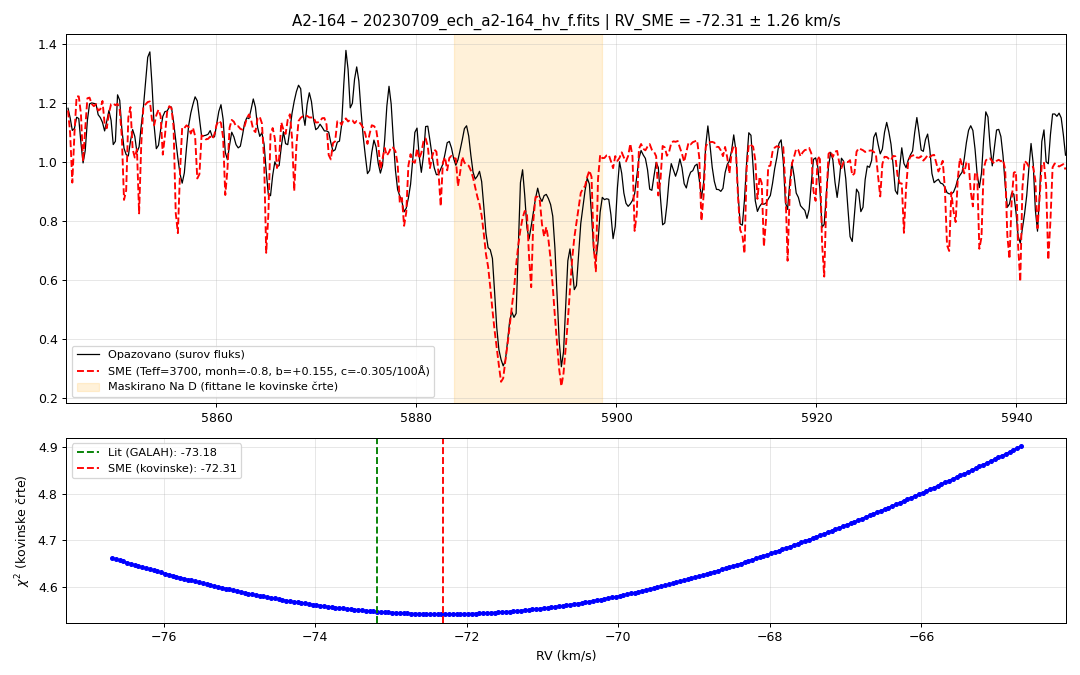 A2-164 – 20230709_ech_a2-164_hv_f.fits | RV_SME = -72.31 ± 1.26 km/s
1.4
1.2
1.0
0.8
0.6
0.4
0.2
Opazovano (surov fluks)
SME (Teff=3700, monh=-0.8, b=+0.155, c=-0.305/100Å)
Maskirano Na D (fittane le kovinske črte)
5860 5880 5900 5920 5940
4.9
4.8
4.7
4.6
χ² (kovinske črte)
Lit (GALAH): -73.18
SME (kovinske): -72.31
−76 −74 −72 −70 −68 −66
RV (km/s)